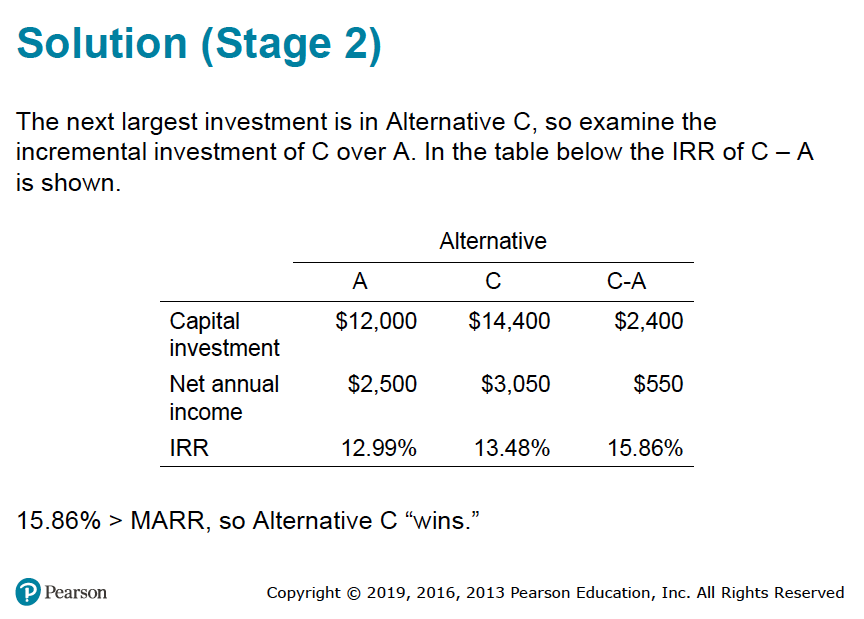 Solution (Stage 2)
The next largest investment is in Alternative C, so examine the
incremental investment of C over A. In the table below the IRR of C – A
is shown.
Alternative
A C C-A
Capital investment $12,000 $14,400 $2,400
Net annual income $2,500 $3,050 $550
IRR 12.99% 13.48% 15.86%
15.86% > MARR, so Alternative C “wins.”
P Pearson
Copyright © 2019, 2016, 2013 Pearson Education, Inc. All Rights Reserved